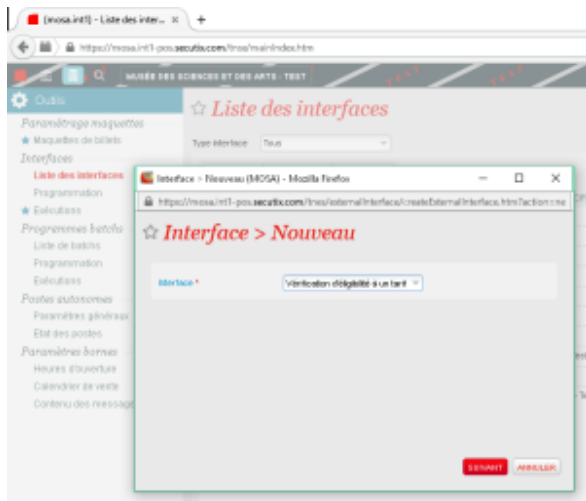 (mosa.int1) - Liste des inter...
https://mosa.int1-pos.secutix.com/tnseo/mainIndex.htm
MUSÉE DES SCIENCES ET DES ARTS - TEST
Outils
Liste des interfaces
Paramétrage maquettes
Maquettes de billets
Type interface
Tous
Interfaces
Liste des interfaces
Programmation
Exécutions
Programmes batchs
Liste de batchs
Programmation
Exécutions
Postes autonomes
Paramètres généraux
Etat des postes
Paramètres bornes
Heures d'ouverture
Calendrier de vente
Contenu des message
Interface > Nouveau (MOSA) - Mozilla Firefox
https://mosa.int1-pos.secutix.com/tnseo/externalInterface/createExternalInterface.htm?action=ne
Interface > Nouveau
Interface *
Vérification d'éligibilité à un tarif
SUIVANT
ANNULER